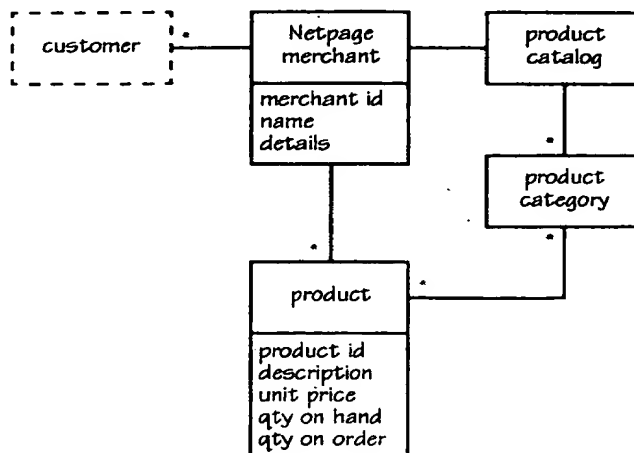 customer
*
Netpage
merchant
merchant id
name
details
product
catalog
*
product
category
*
*
*
product
product id
description
unit price
qty on hand
qty on order